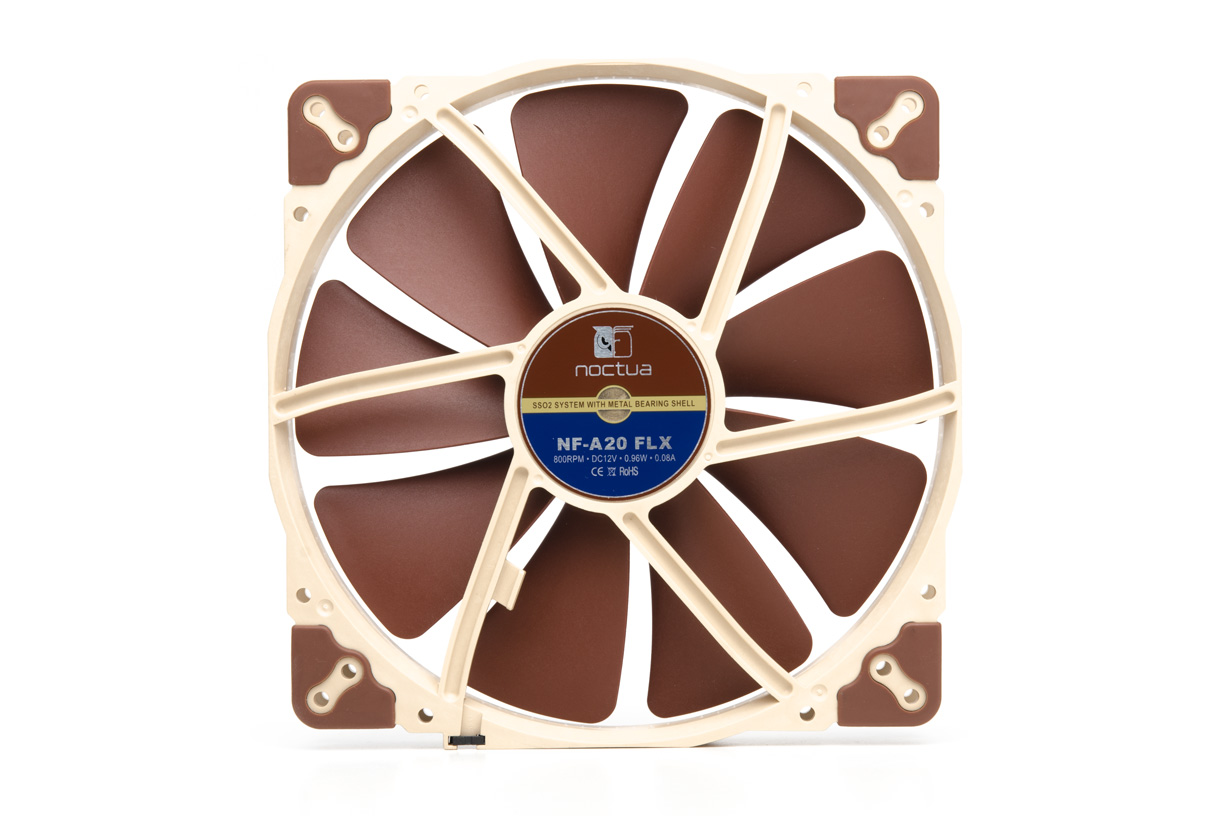 noctua
SSO2 SYSTEM WITH METAL BEARING SHELL
NF-A20 FLX
800RPM • DC12V • 0.96W • 0.08A
CE RoHS